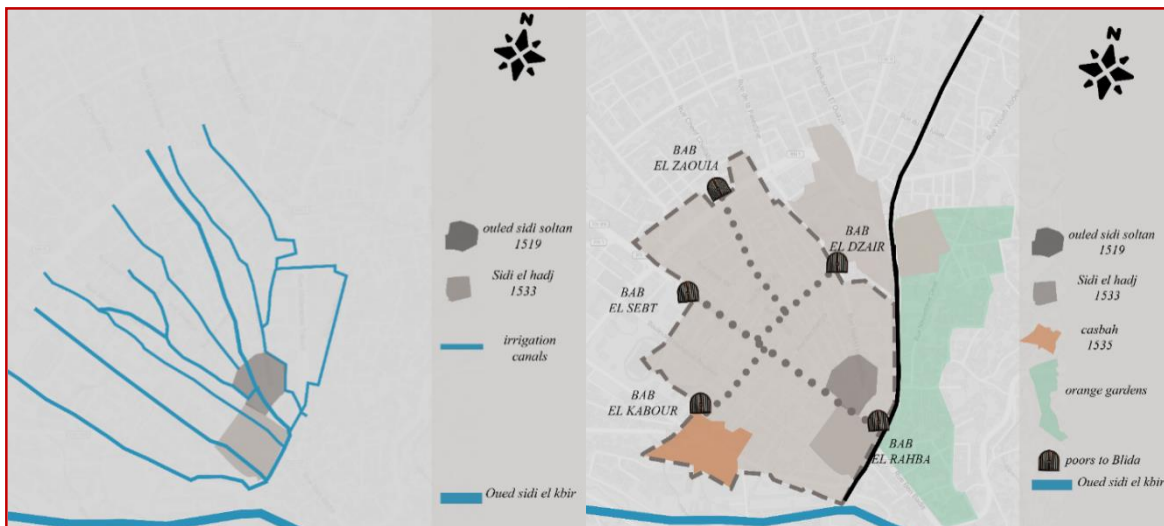 N
ouled sidi soltan
1519
Sidi el hadj
1533
irrigation
canals
Oued sidi el kbir
N
BAB
EL ZAOUIA
BAB
EL DZAIR
BAB
EL SEBT
BAB
EL KABOUR
BAB
EL RAHBA
ouled sidi soltan
1519
Sidi el hadj
1533
casbah
1535
orange gardens
poors to Blida
Oued sidi el kbir